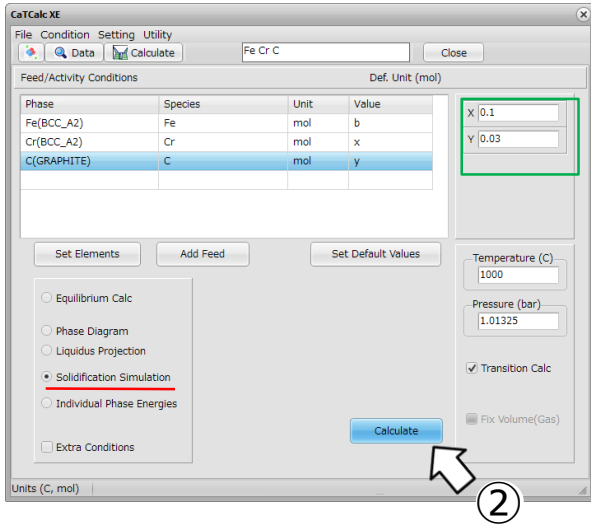 CaTCalc XE
File Condition Setting Utility
Data Calculate Fe Cr C Close
Feed/Activity Conditions Def. Unit (mol)
Phase Species Unit Value
Fe(BCC_A2) Fe mol b
Cr(BCC_A2) Cr mol x
C(GRAPHITE) C mol y
X 0.1
Y 0.03
Set Elements Add Feed Set Default Values
Temperature (C)
1000
Pressure (bar)
1.01325
Equilibrium Calc
Phase Diagram
Liquidus Projection
Solidification Simulation
Individual Phase Energies
Extra Conditions
Transition Calc
Fix Volume(Gas)
Calculate
②
Units (C, mol)